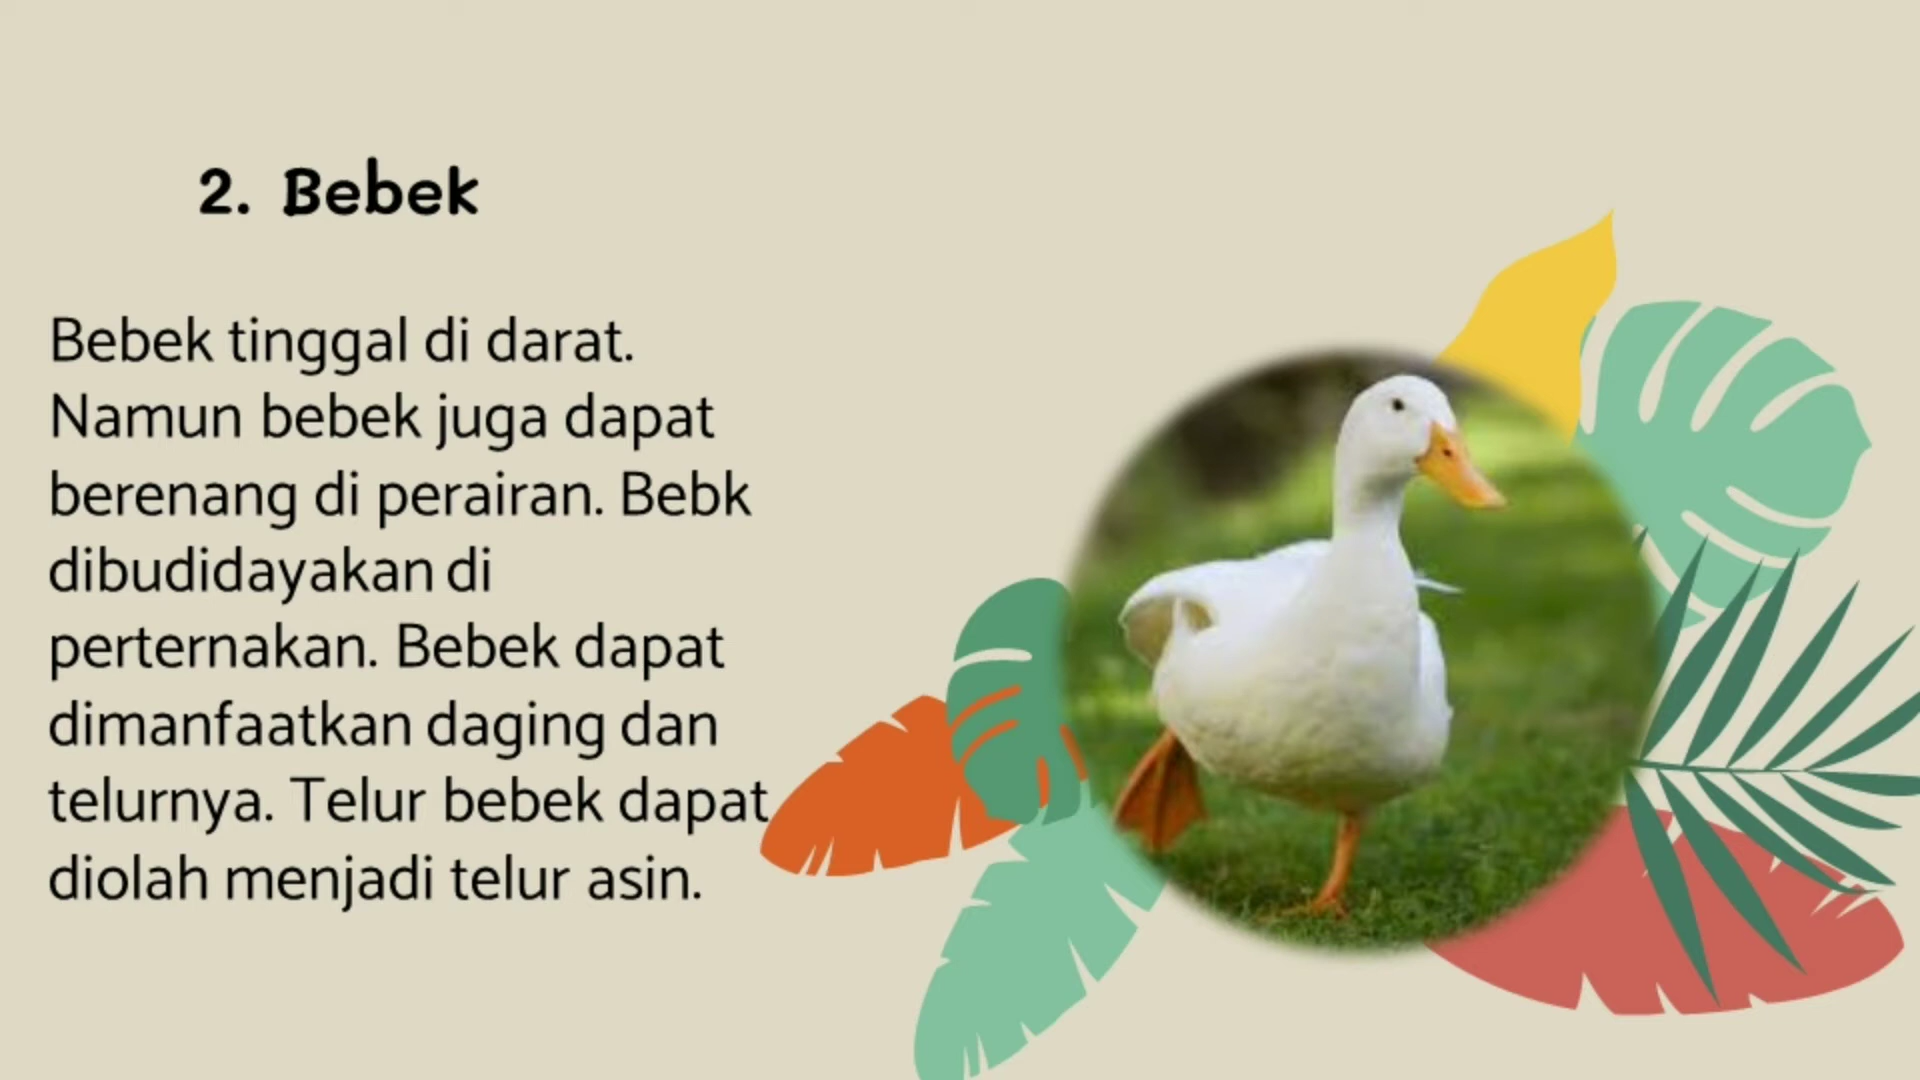 2. Bebek
Bebek tinggal di darat.
Namun bebek juga dapat
berenang di perairan. Bebk
dibudidayakan di
perternakan. Bebek dapat
dimanfaatkan daging dan
telurnya. Telur bebek dapat
diolah menjadi telur asin.